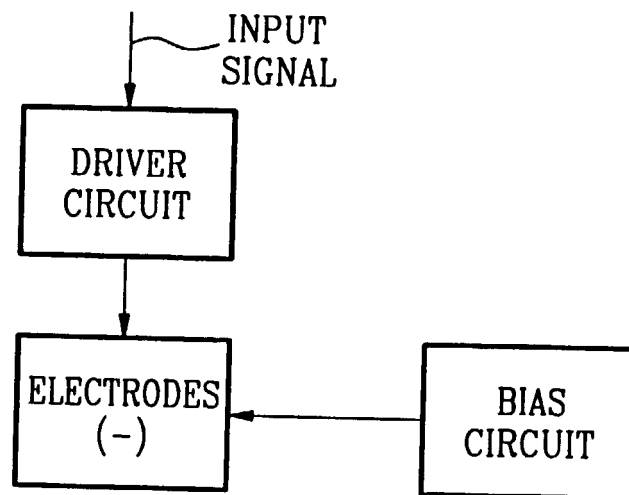 INPUT
SIGNAL
DRIVER
CIRCUIT
ELECTRODES
(-)
BIAS
CIRCUIT